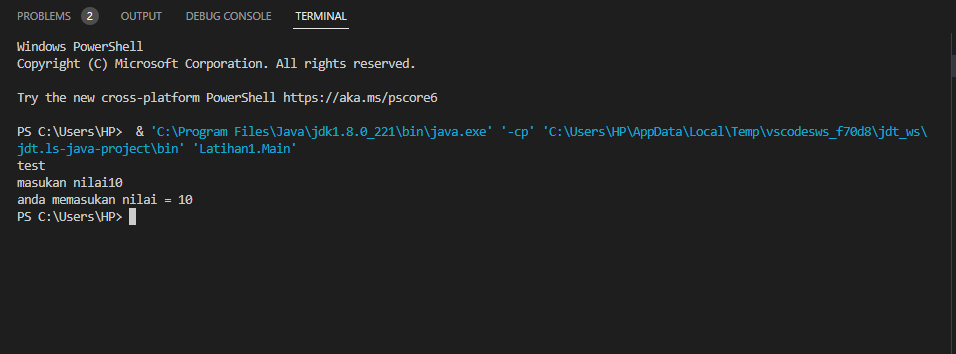 PROBLEMS 2 OUTPUT DEBUG CONSOLE TERMINAL
Windows PowerShell
Copyright (C) Microsoft Corporation. All rights reserved.
Try the new cross-platform PowerShell https://aka.ms/pscore6
PS C:\Users\HP>  & 'C:\Program Files\Java\jdk1.8.0_221\bin\java.exe' '-cp' 'C:\Users\HP\AppData\Local\Temp\vscodesws_f70d8\jdt_ws\
jdt.ls-java-project\bin' 'Latihan1.Main'
test
masukan nilai10
anda memasukan nilai = 10
PS C:\Users\HP>